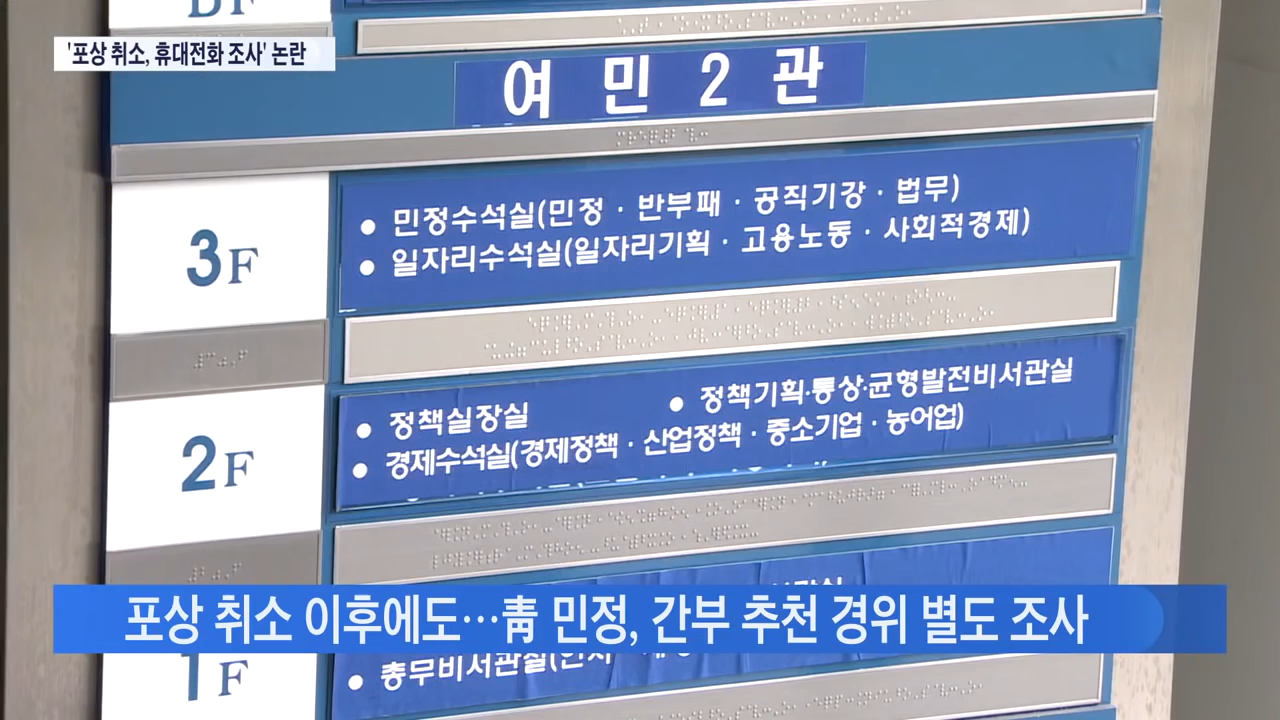 '포상 취소, 휴대전화 조사' 논란
여민2관
3F
● 민정수석실(민정 · 반부패 · 공직기강 · 법무)
● 일자리수석실(일자리기획 · 고용노동 · 사회적경제)
2F
● 정책실장실 ● 정책기획·통상·균형발전비서관실
● 경제수석실(경제정책 · 산업정책 · 중소기업 · 농어업)
포상 취소 이후에도…靑 민정, 간부 추천 경위 별도 조사
1F
● 총무비서관실